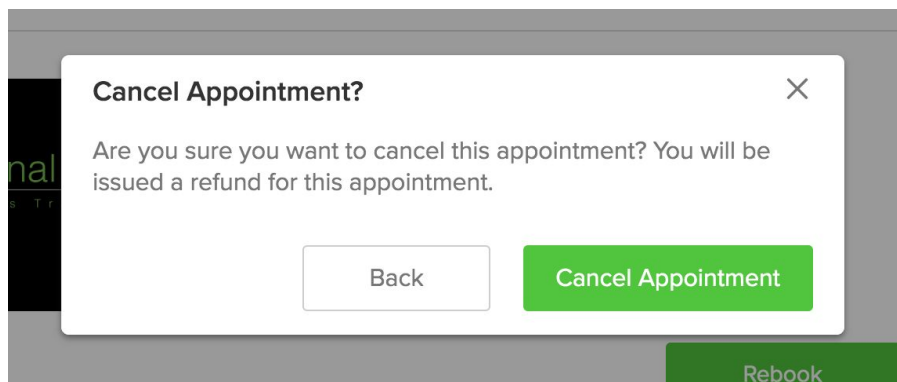 Cancel Appointment?
Are you sure you want to cancel this appointment? You will be
issued a refund for this appointment.
nal
s Tr
Back
Cancel Appointment
Rebook